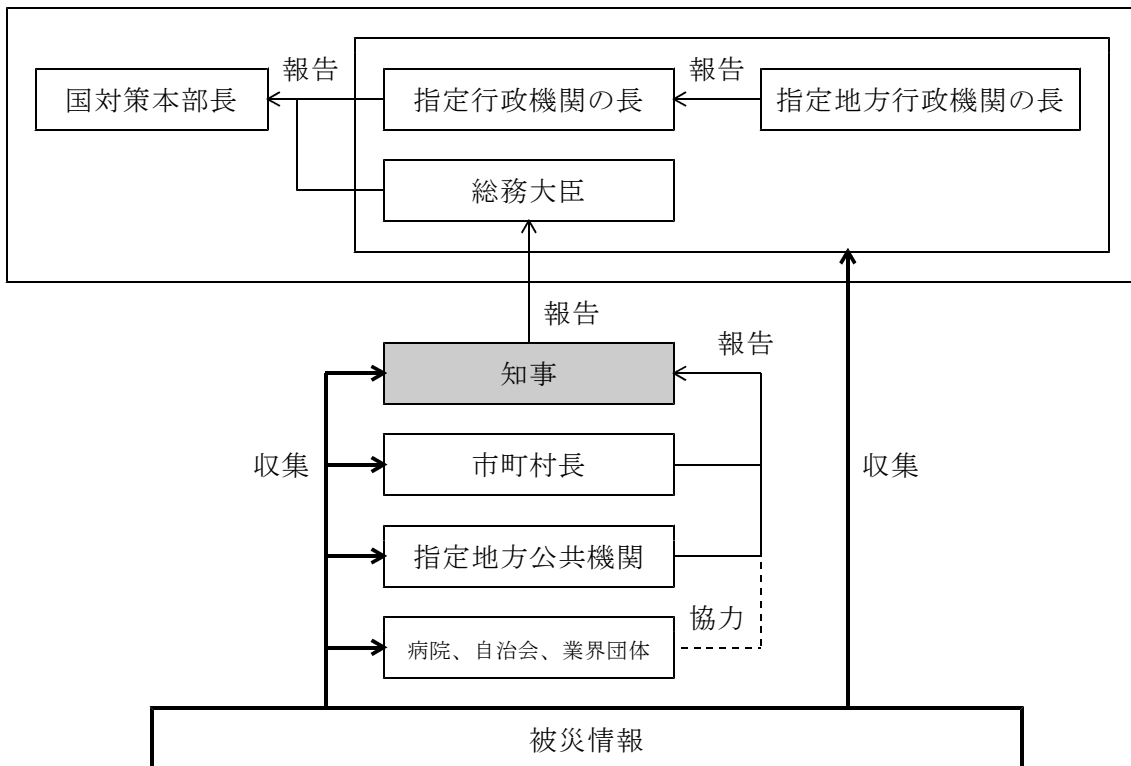 報告
報告
国対策本部長
指定行政機関の長
指定地方行政機関の長
総務大臣
報告
報告
知事
収集
市町村長
収集
指定地方公共機関
協力
病院、自治会、業界団体
被災情報